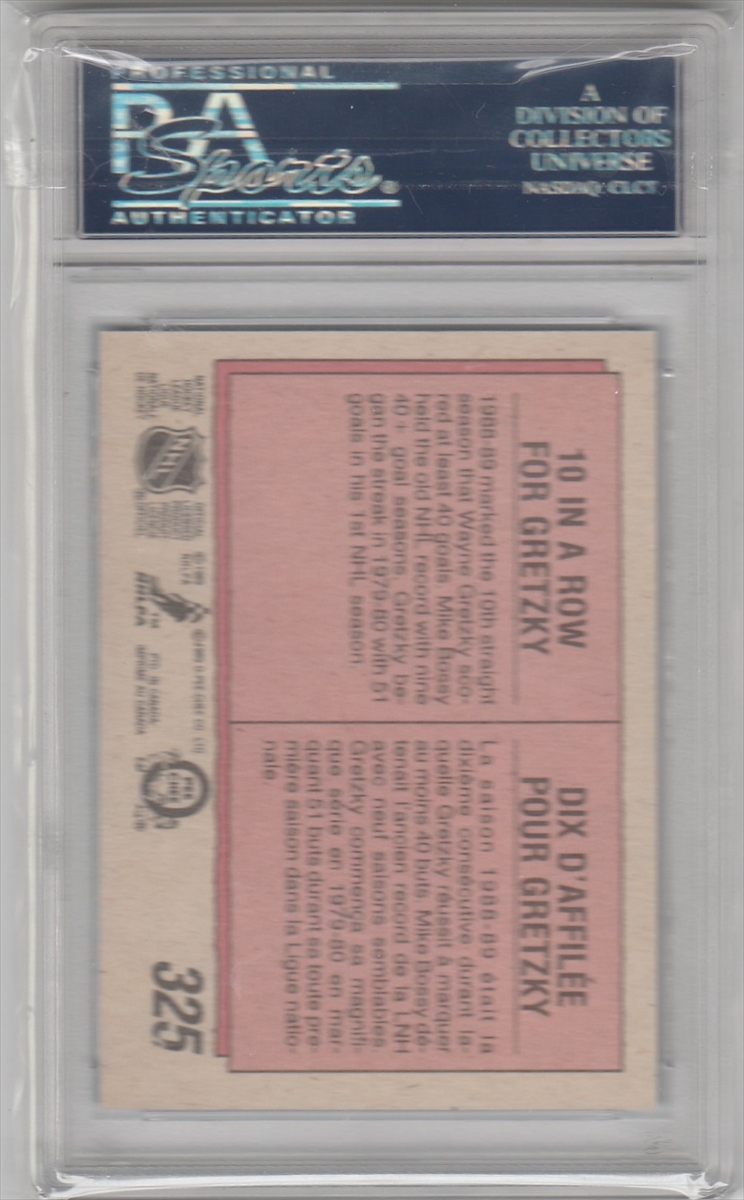 PROFESSIONAL
PSA
Sports®
AUTHENTICATOR
A
DIVISION OF
COLLECTORS
UNIVERSE
NASDAQ: CLCT
10 IN A ROW
FOR GRETZKY
1988-89 marked the 10th straight
season that Wayne Gretzky sco-
red at least 40 goals. Mike Bossy
held the old NHL record with nine
40 + goal seasons. Gretzky be-
gan the streak in 1979-80 with 51
goals in his 1st NHL season
DIX D'AFFILÉE
POUR GRETZKY
La saison 1988-89 était la
dixième consécutive durant la-
quelle Gretzky réussit à marquer
au moins 40 buts. Mike Bossy dé-
tenait l'ancien record de la LNH
avec neuf saisons semblables.
Gretzky commença sa magnifi-
que série en 1979-80 en mar-
quant 51 buts durant sa toute pre-
mière saison dans la Ligue natio-
nale.
NHL
NHLPA
325